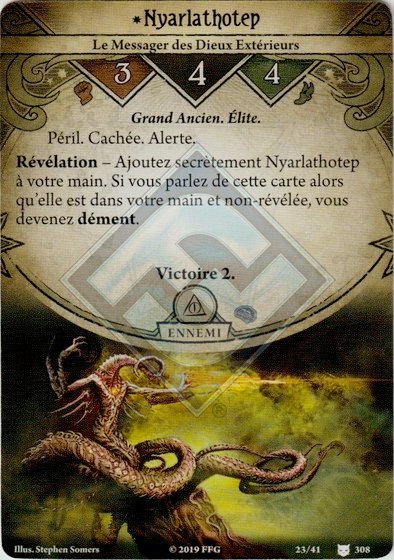 *Nyarlathotep
Le Messager des Dieux Extérieurs
3 4 4
Grand Ancien. Élite.
Péril. Cachée. Alerte.
Révélation – Ajoutez secrètement Nyarlathotep
à votre main. Si vous parlez de cette carte alors
qu'elle est dans votre main et non-révélée, vous
devenez dément.
Victoire 2.
ENNEMI
®
Illus. Stephen Somers © 2019 FFG 23/41 308